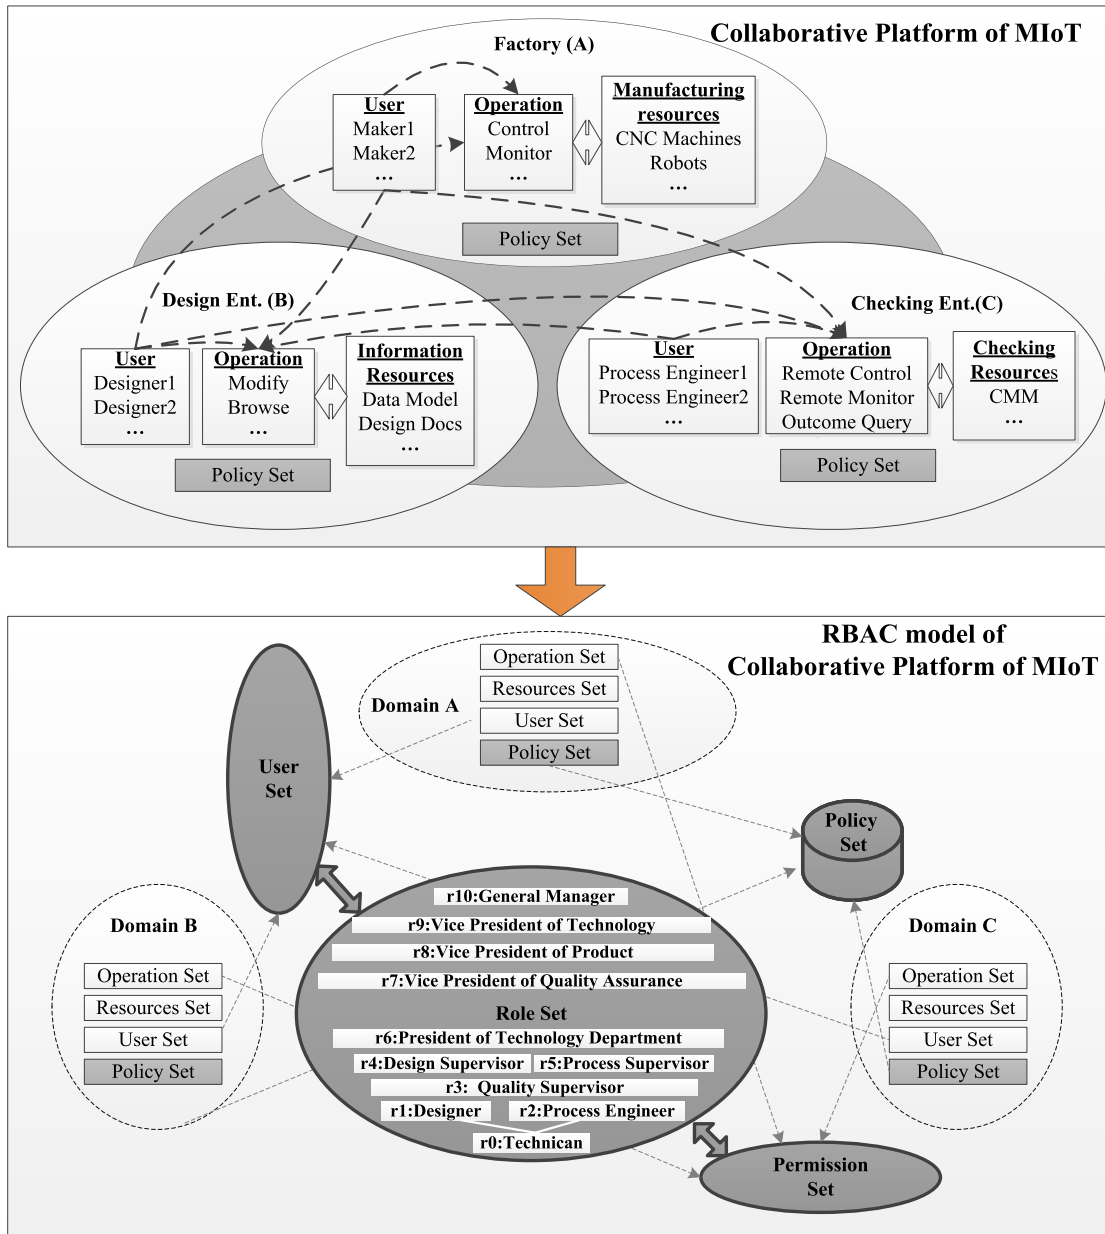 Collaborative Platform of MIoT
Factory (A)
User
Maker1
Maker2
...
Operation
Control
Monitor
...
Manufacturing
resources
CNC Machines
Robots
...
Policy Set
Design Ent. (B)
User
Designer1
Designer2
...
Operation
Modify
Browse
...
Information
Resources
Data Model
Design Docs
...
Policy Set
Checking Ent.(C)
User
Process Engineer1
Process Engineer2
...
Operation
Remote Control
Remote Monitor
Outcome Query
Checking
Resources
CMM
...
Policy Set
RBAC model of
Collaborative Platform of MIoT
Domain A
Operation Set
Resources Set
User Set
Policy Set
User
Set
Policy
Set
Domain B
Operation Set
Resources Set
User Set
Policy Set
r10:General Manager
r9:Vice President of Technology
r8:Vice President of Product
r7:Vice President of Quality Assurance
Role Set
r6:President of Technology Department
r4:Design Supervisor
r5:Process Supervisor
r3: Quality Supervisor
r1:Designer
r2:Process Engineer
r0:Technican
Domain C
Operation Set
Resources Set
User Set
Policy Set
Permission
Set